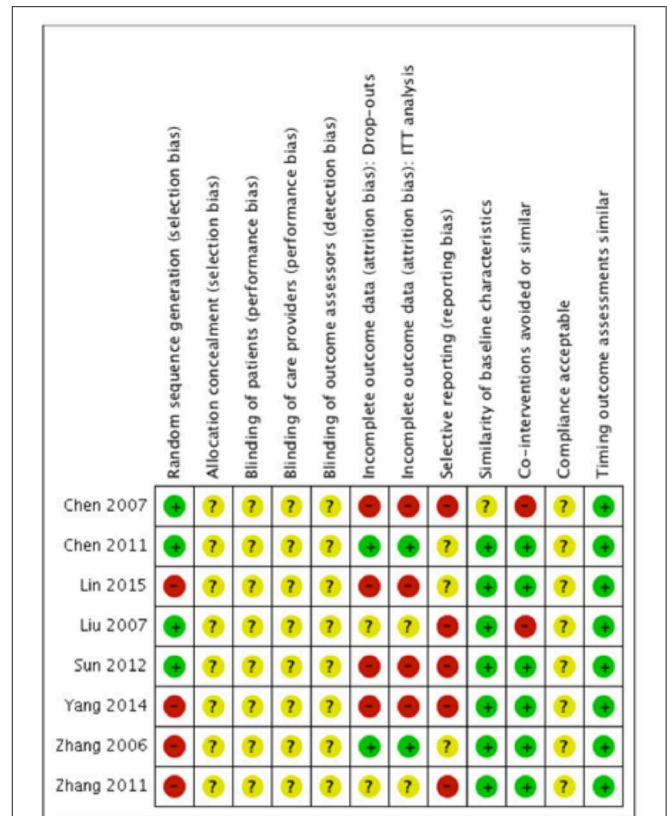 Random sequence generation (selection bias)
Allocation concealment (selection bias)
Blinding of patients (performance bias)
Blinding of care providers (performance bias)
Blinding of outcome assessors (detection bias)
Incomplete outcome data (attrition bias): Drop-outs
Incomplete outcome data (attrition bias): ITT analysis
Selective reporting (reporting bias)
Similarity of baseline characteristics
Co-interventions avoided or similar
Compliance acceptable
Timing outcome assessments similar
Chen 2007 + ? ? ? ? - - - ? - ? +
Chen 2011 + ? ? ? ? + + ? + + ? +
Lin 2015 - ? ? ? ? - - ? + + ? +
Liu 2007 + ? ? ? ? ? ? - + - ? +
Sun 2012 + ? ? ? ? - - - + + ? +
Yang 2014 - ? ? ? ? - - - + + ? +
Zhang 2006 - ? ? ? ? + + ? + + ? +
Zhang 2011 - ? ? ? ? ? ? - + + ? +